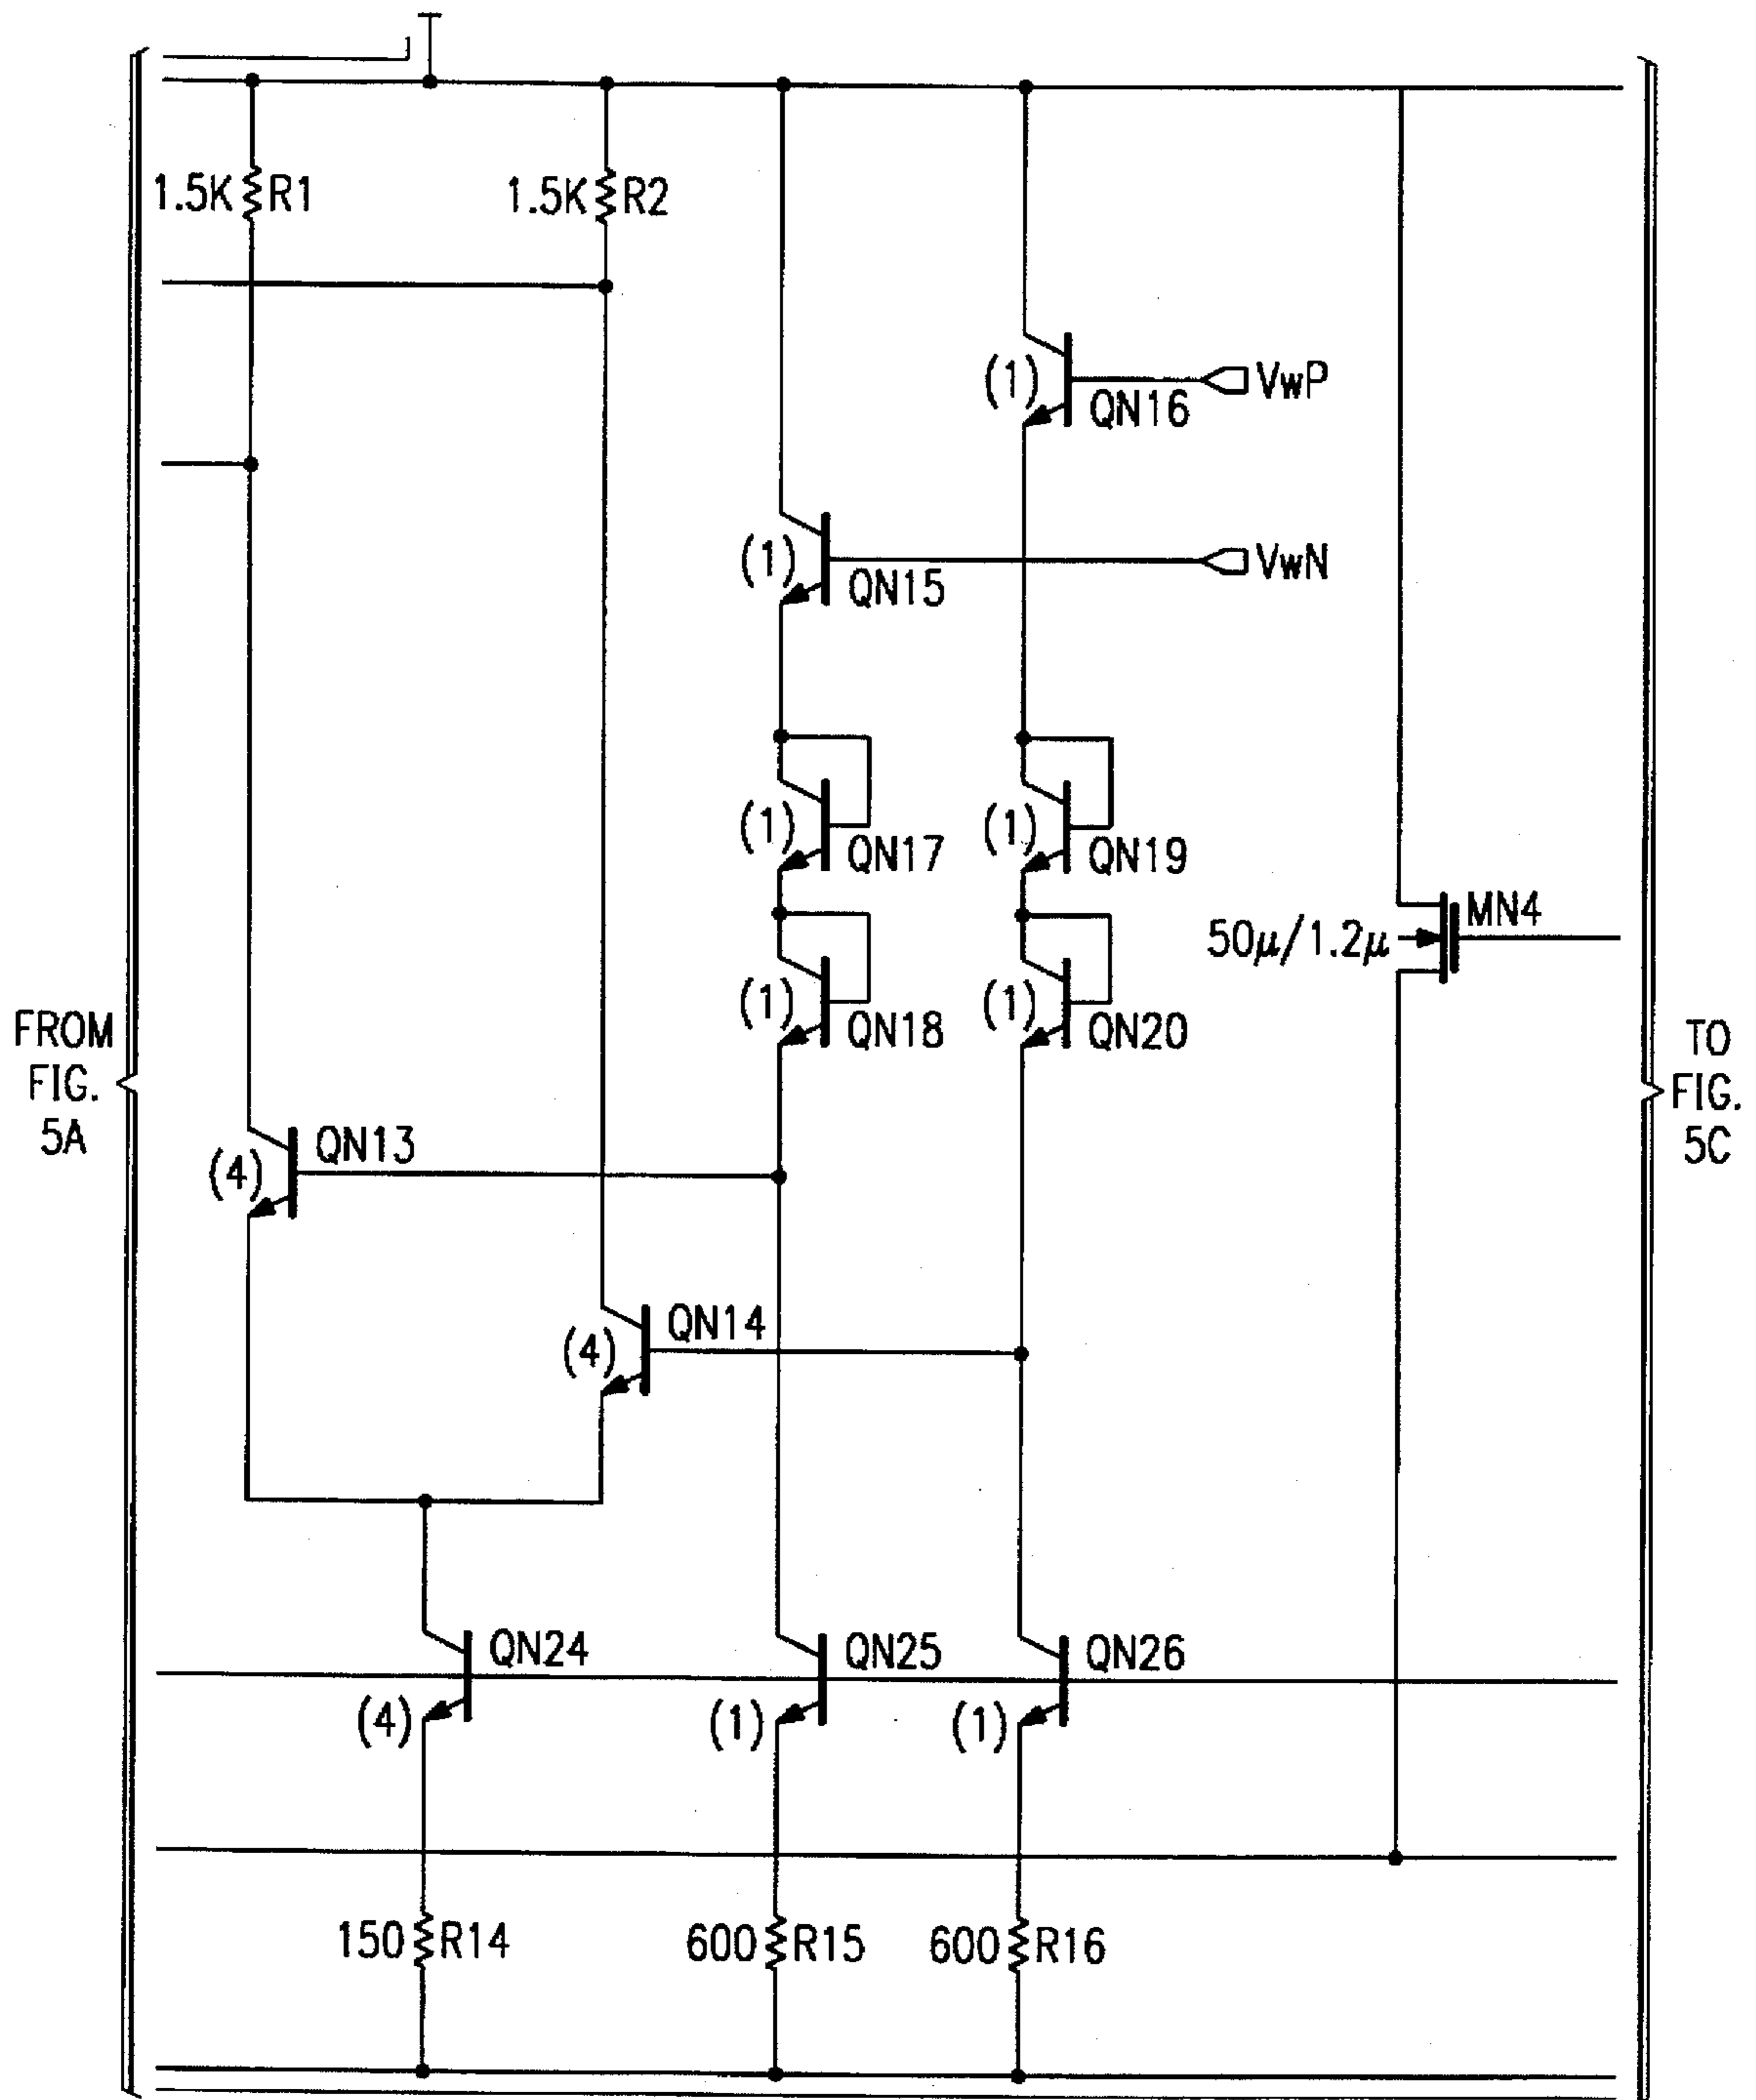 1.5K R1
1.5K R2
(1) QN16 VwP
(1) QN15 VwN
(1) QN17
(1) QN19
50μ/1.2μ MN4
(1) QN18
(1) QN20
FROM
FIG.
5A
TO
FIG.
5C
(4) QN13
(4) QN14
QN24
(4)
QN25
(1)
QN26
(1)
150 R14
600 R15
600 R16